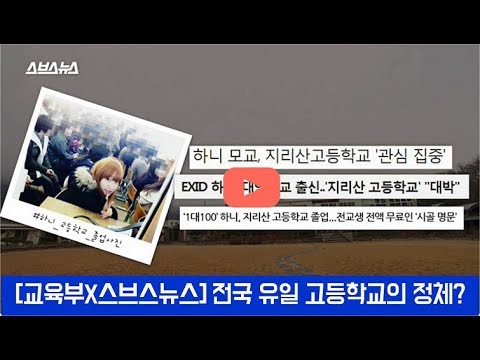 스브스뉴스
하니 모교, 지리산고등학교 '관심 집중'
EXID 하 교 출신..'지리산 고등학교' "대박"
'1대100' 하니, 지리산 고등학교 졸업...전교생 전액 무료인 '시골 명문'
#하니_고등학교_졸업사진
[교육부X스브스뉴스] 전국 유일 고등학교의 정체?